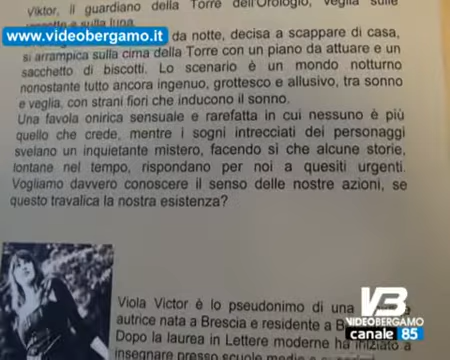 Viktor, il guardiano della Torre dell'Orologio, veglia sulle
www.videobergamo.it
da notte, decisa a scappare di casa,
si arrampica sulla cima della Torre con un piano da attuare e un
sacchetto di biscotti. Lo scenario è un mondo notturno
nonostante tutto ancora ingenuo, grottesco e allusivo, tra sonno
e veglia, con strani fiori che inducono il sonno.
Una favola onirica sensuale e rarefatta in cui nessuno è più
quello che crede, mentre i sogni intrecciati dei personaggi
svelano un inquietante mistero, facendo si che alcune storie,
lontane nel tempo, rispondano per noi a quesiti urgenti.
Vogliamo davvero conoscere il senso delle nostre azioni, se
questo travalica la nostra esistenza?
Viola Victor è lo pseudonimo di una
autrice nata a Brescia e residente a
Dopo la laurea in Lettere moderne ha iniziato a
insegnare presso scuole medie e superiori
VB
VIDEOBERGAMO
canale 85